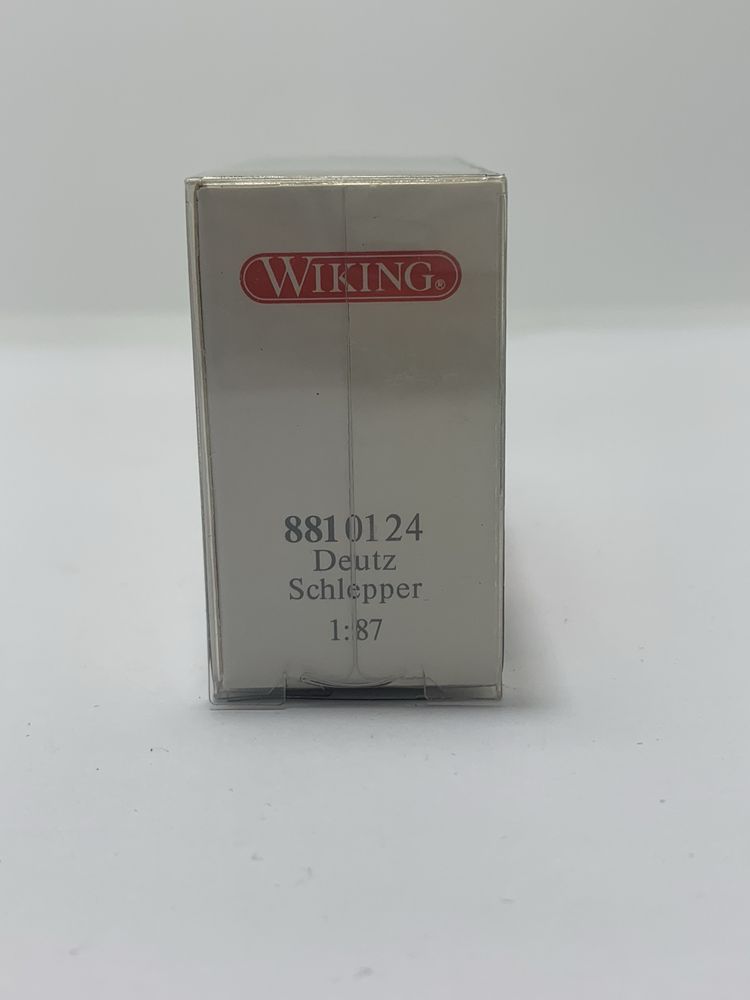 WIKING®
8810124
Deutz
Schlepper
1:87